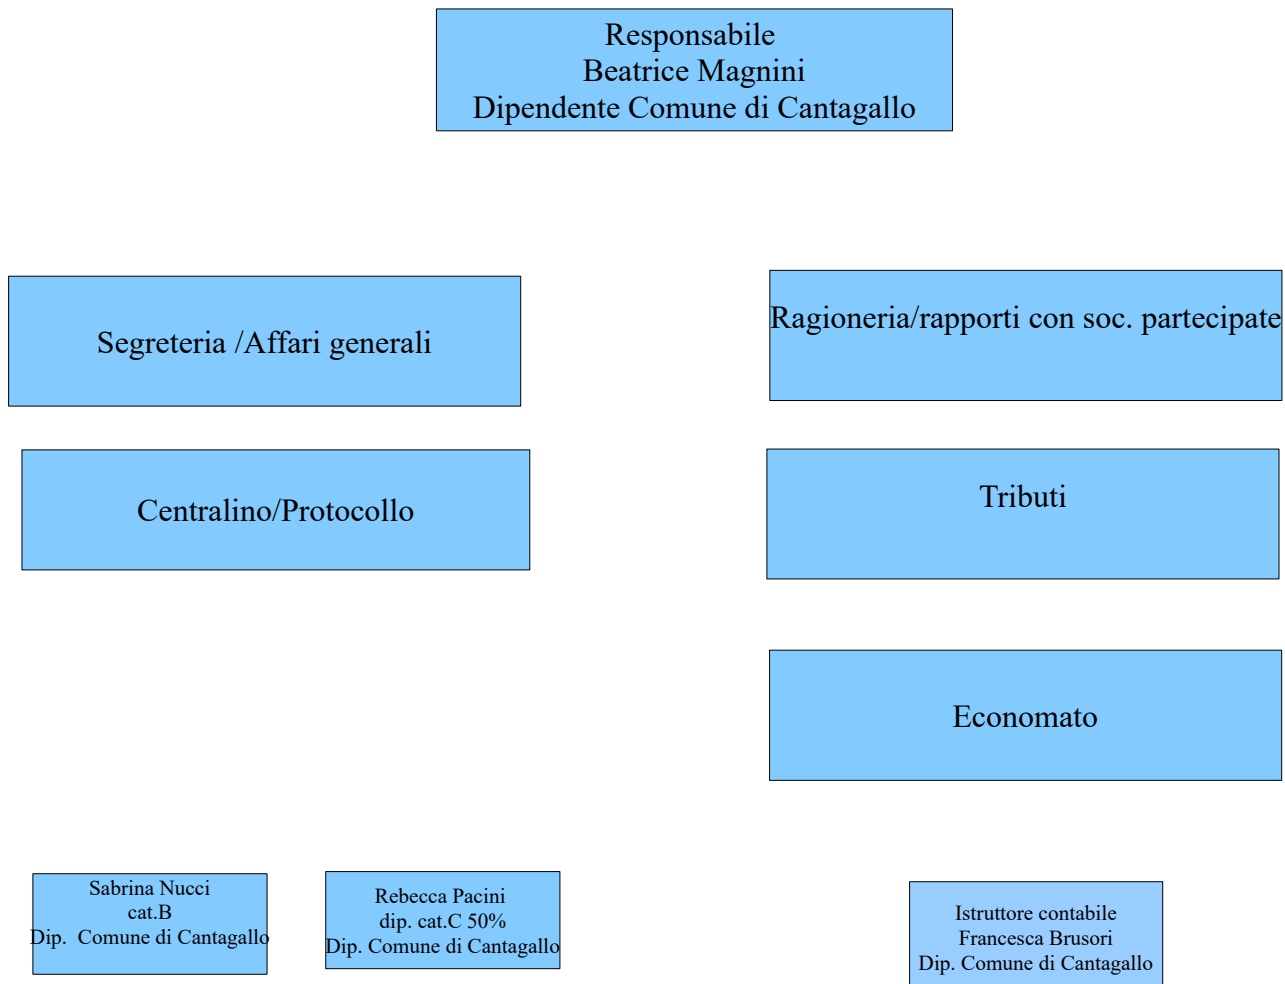 Responsabile
Beatrice Magnini
Dipendente Comune di Cantagallo
Segreteria /Affari generali
Ragioneria/rapporti con soc. partecipate
Centralino/Protocollo
Tributi
Economato
Sabrina Nucci
cat.B
Dip.  Comune di Cantagallo
Rebecca Pacini
dip. cat.C 50%
Dip. Comune di Cantagallo
Istruttore contabile
Francesca Brusori
Dip. Comune di Cantagallo